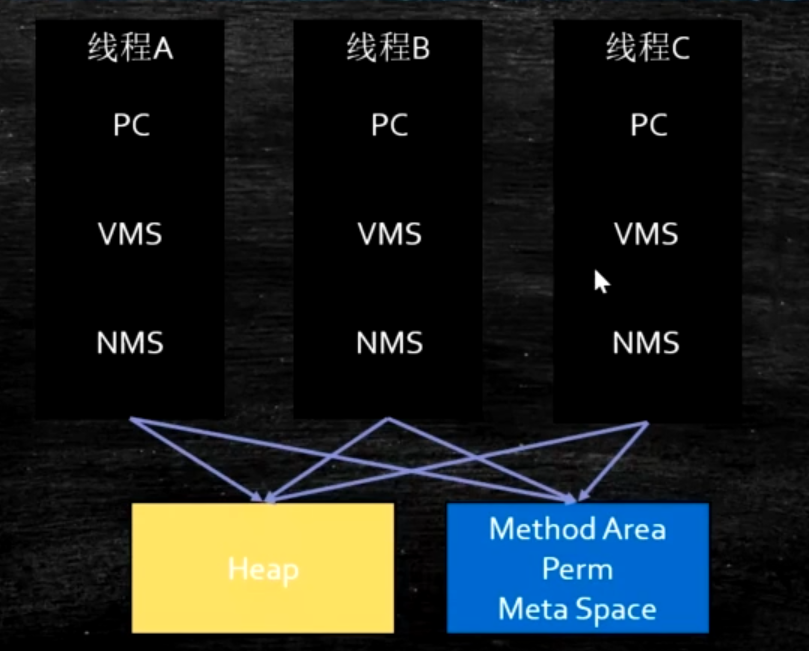 线程A
PC
VMS
NMS
线程B
PC
VMS
NMS
线程C
PC
VMS
NMS
Heap
Method Area
Perm
Meta Space